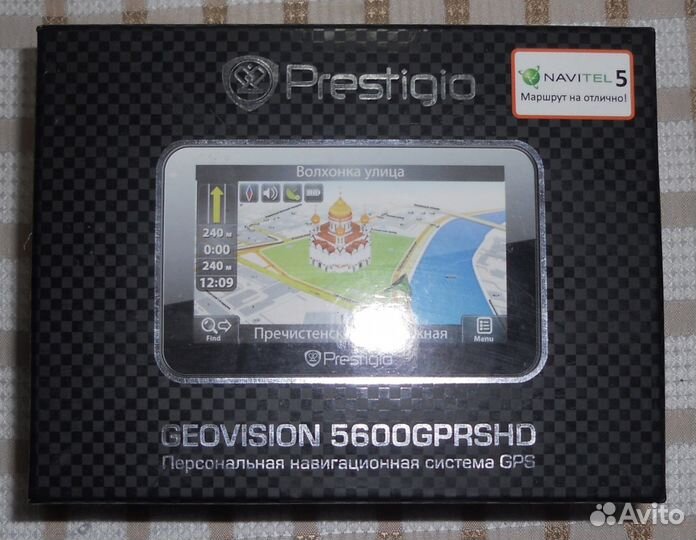 Prestigio
NAVITEL 5
Маршрут на отлично!
Волхонка улица
240 м
0:00
240 м
12:09
Find
Menu
Prestigio
GEOVISION 5600GPRSHD
Персональная навигационная система GPS
Avito